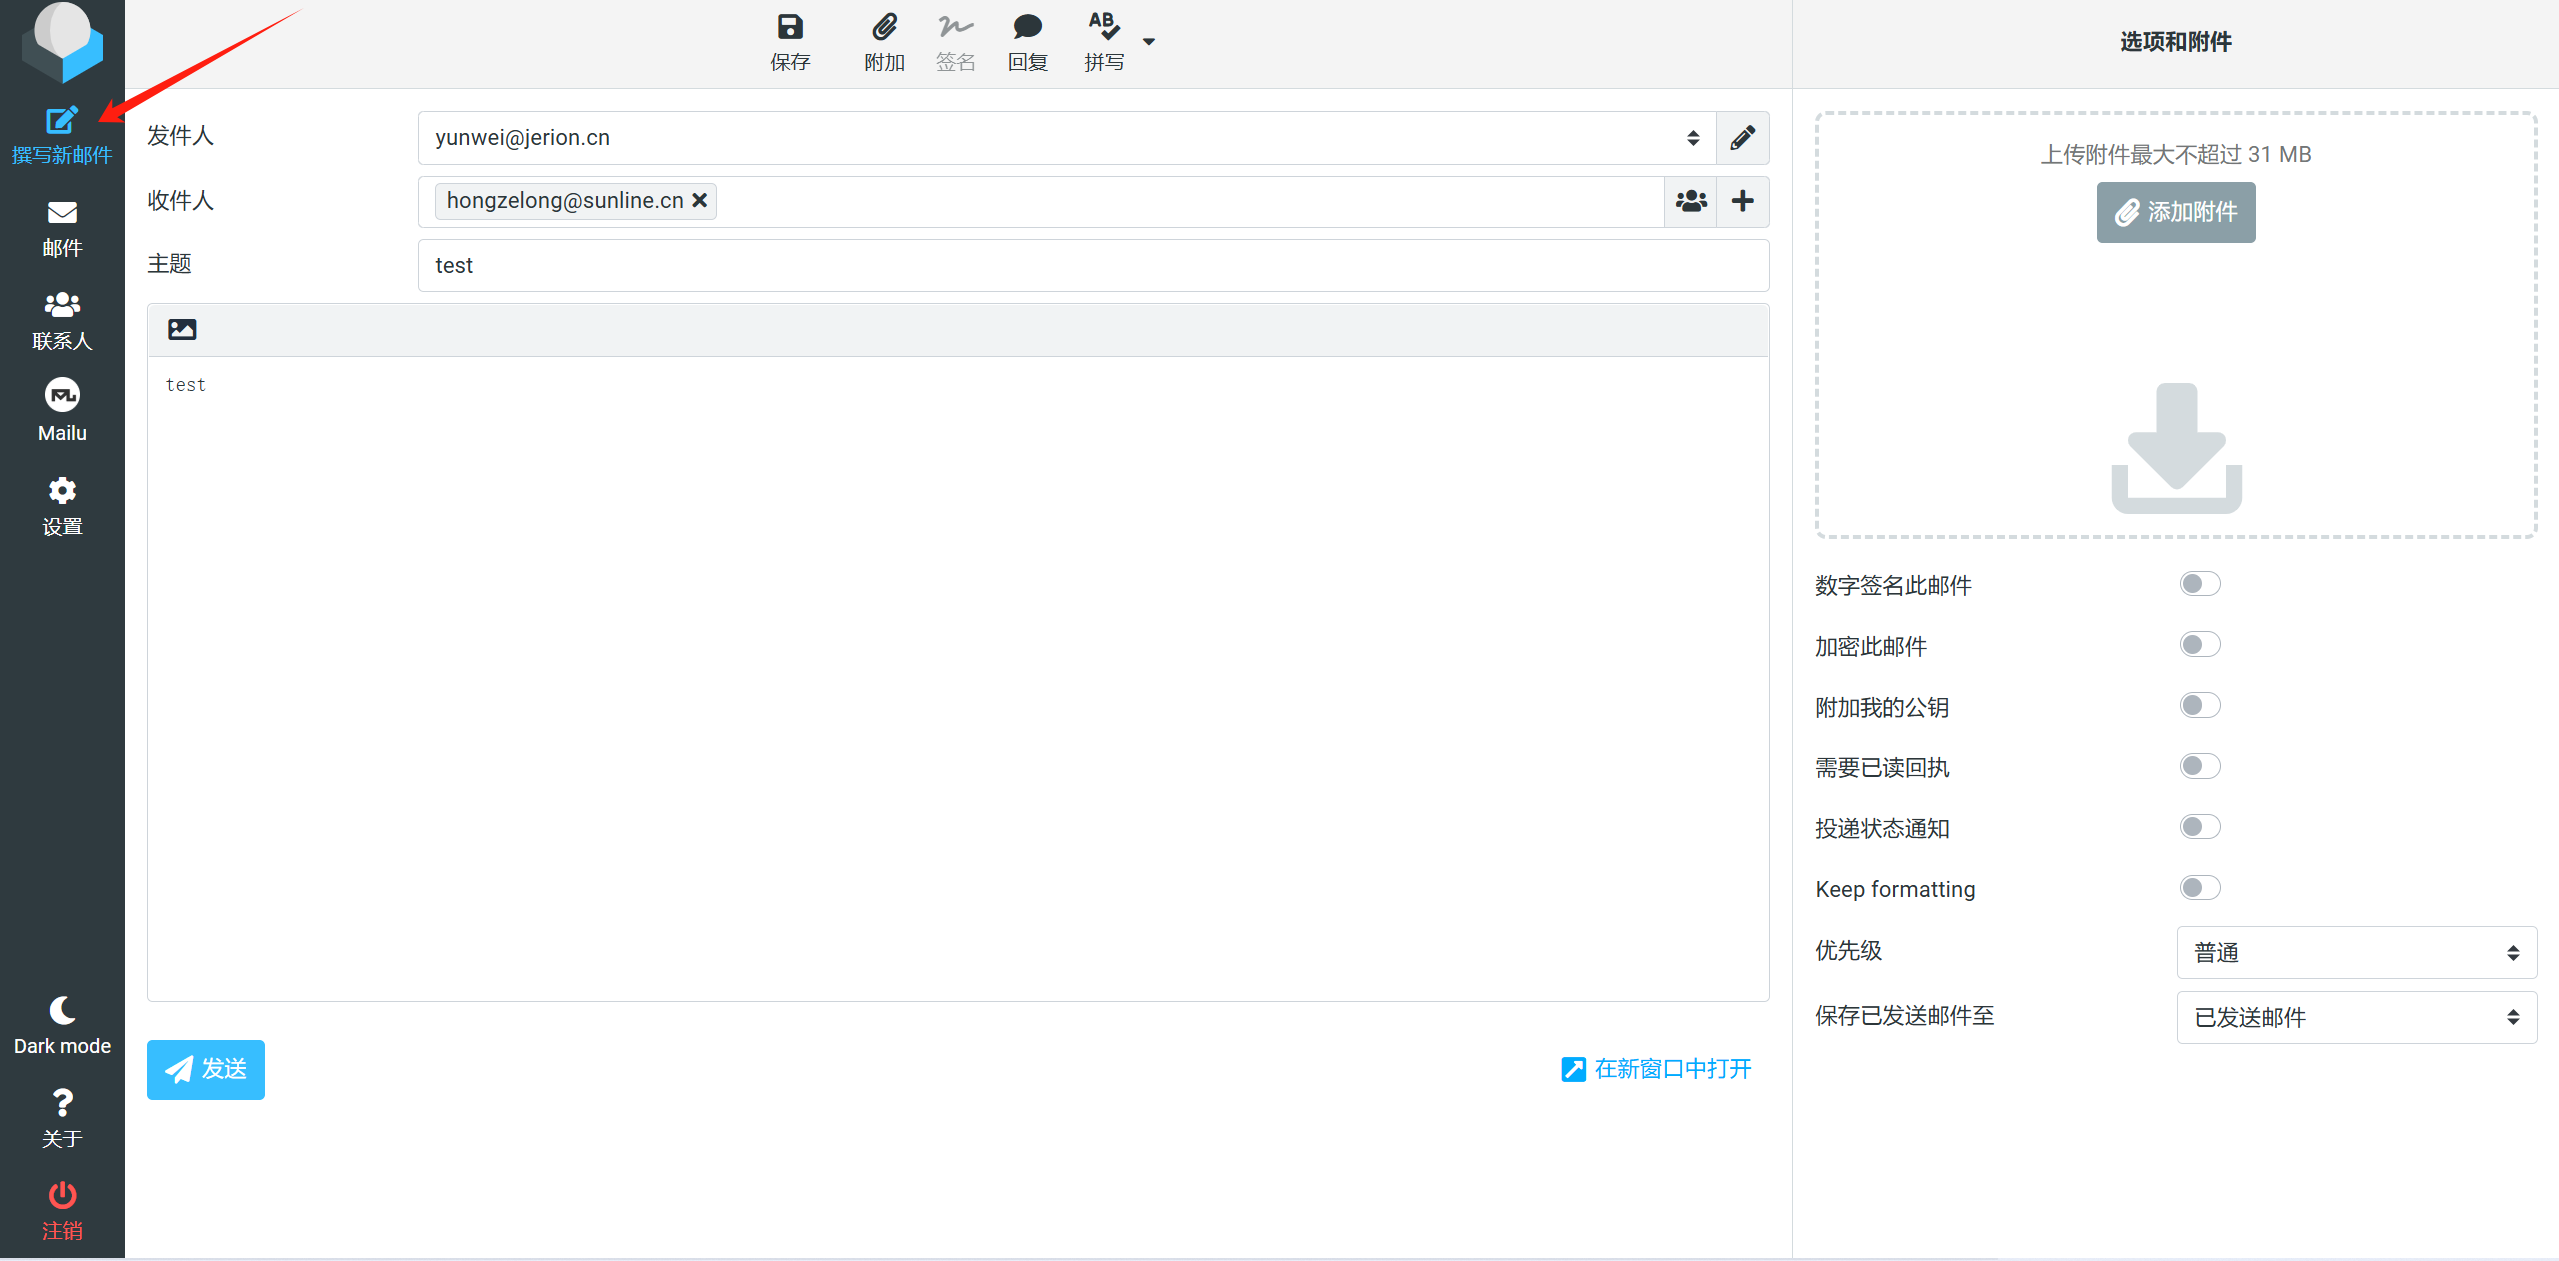 撰写新邮件
邮件
联系人
Mailu
设置
Dark mode
关于
注销
保存
附加
签名
AB
回复
拼写
发件人
yunwei@jerion.cn
收件人
hongzelong@sunline.cn
主题
test
test
发送
在新窗口中打开
选项和附件
上传附件最大不超过 31 MB
添加附件
数字签名此邮件
加密此邮件
附加我的公钥
需要已读回执
投递状态通知
Keep formatting
优先级
普通
保存已发送邮件至
已发送邮件